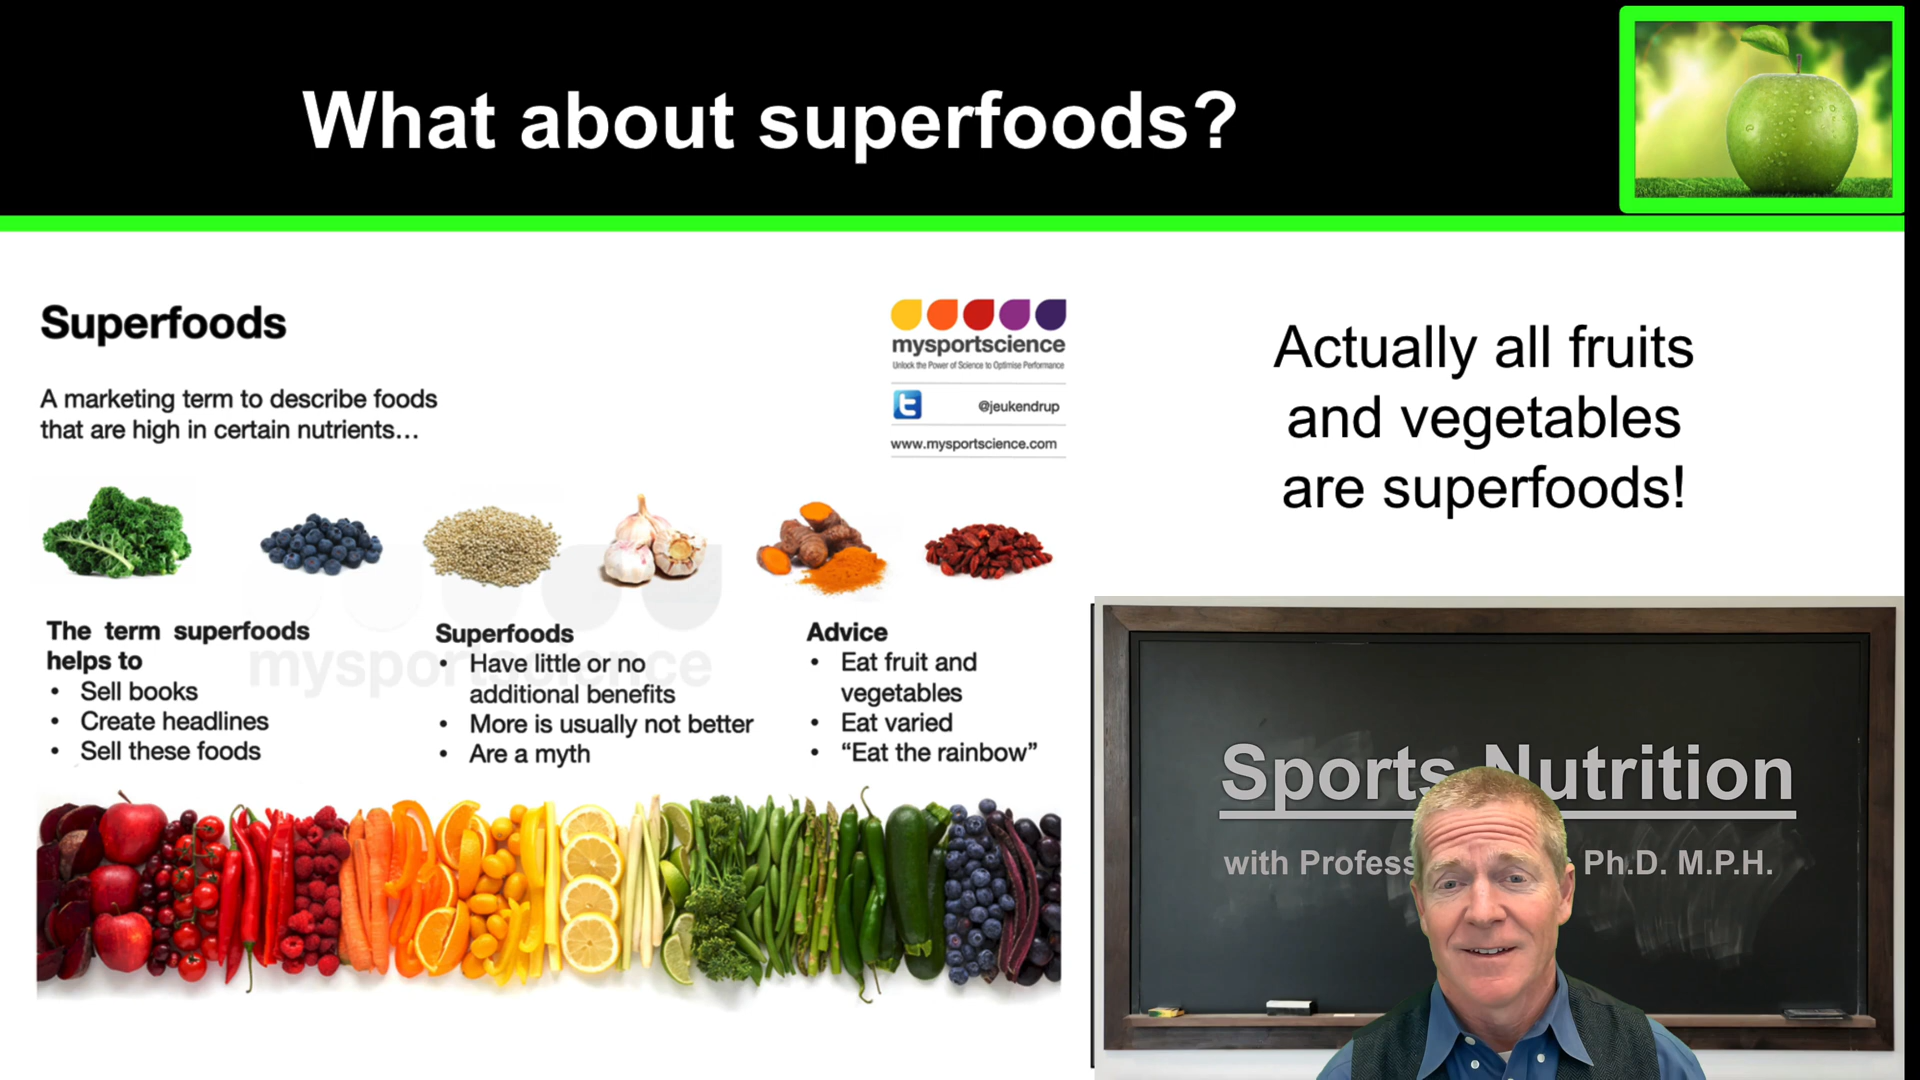 What about superfoods?
Superfoods
A marketing term to describe foods
that are high in certain nutrients...
mysportscience
Unlock the Power of Science to Optimise Performance
@jeukendrup
www.mysportscience.com
The term superfoods
helps to
• Sell books
• Create headlines
• Sell these foods
mysportscience
Superfoods
• Have little or no
additional benefits
• More is usually not better
• Are a myth
Advice
• Eat fruit and
vegetables
• Eat varied
• “Eat the rainbow”
Actually all fruits
and vegetables
are superfoods!
Sports Nutrition
with Ph.D. M.P.H.